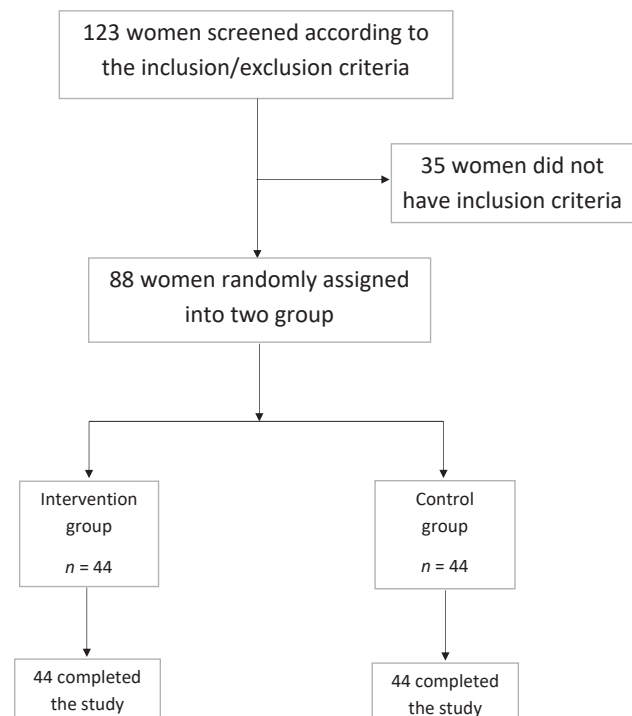 123 women screened according to
the inclusion/exclusion criteria
35 women did not
have inclusion criteria
88 women randomly assigned
into two group
Intervention
group
n = 44
Control
group
n = 44
44 completed
the study
44 completed
the study